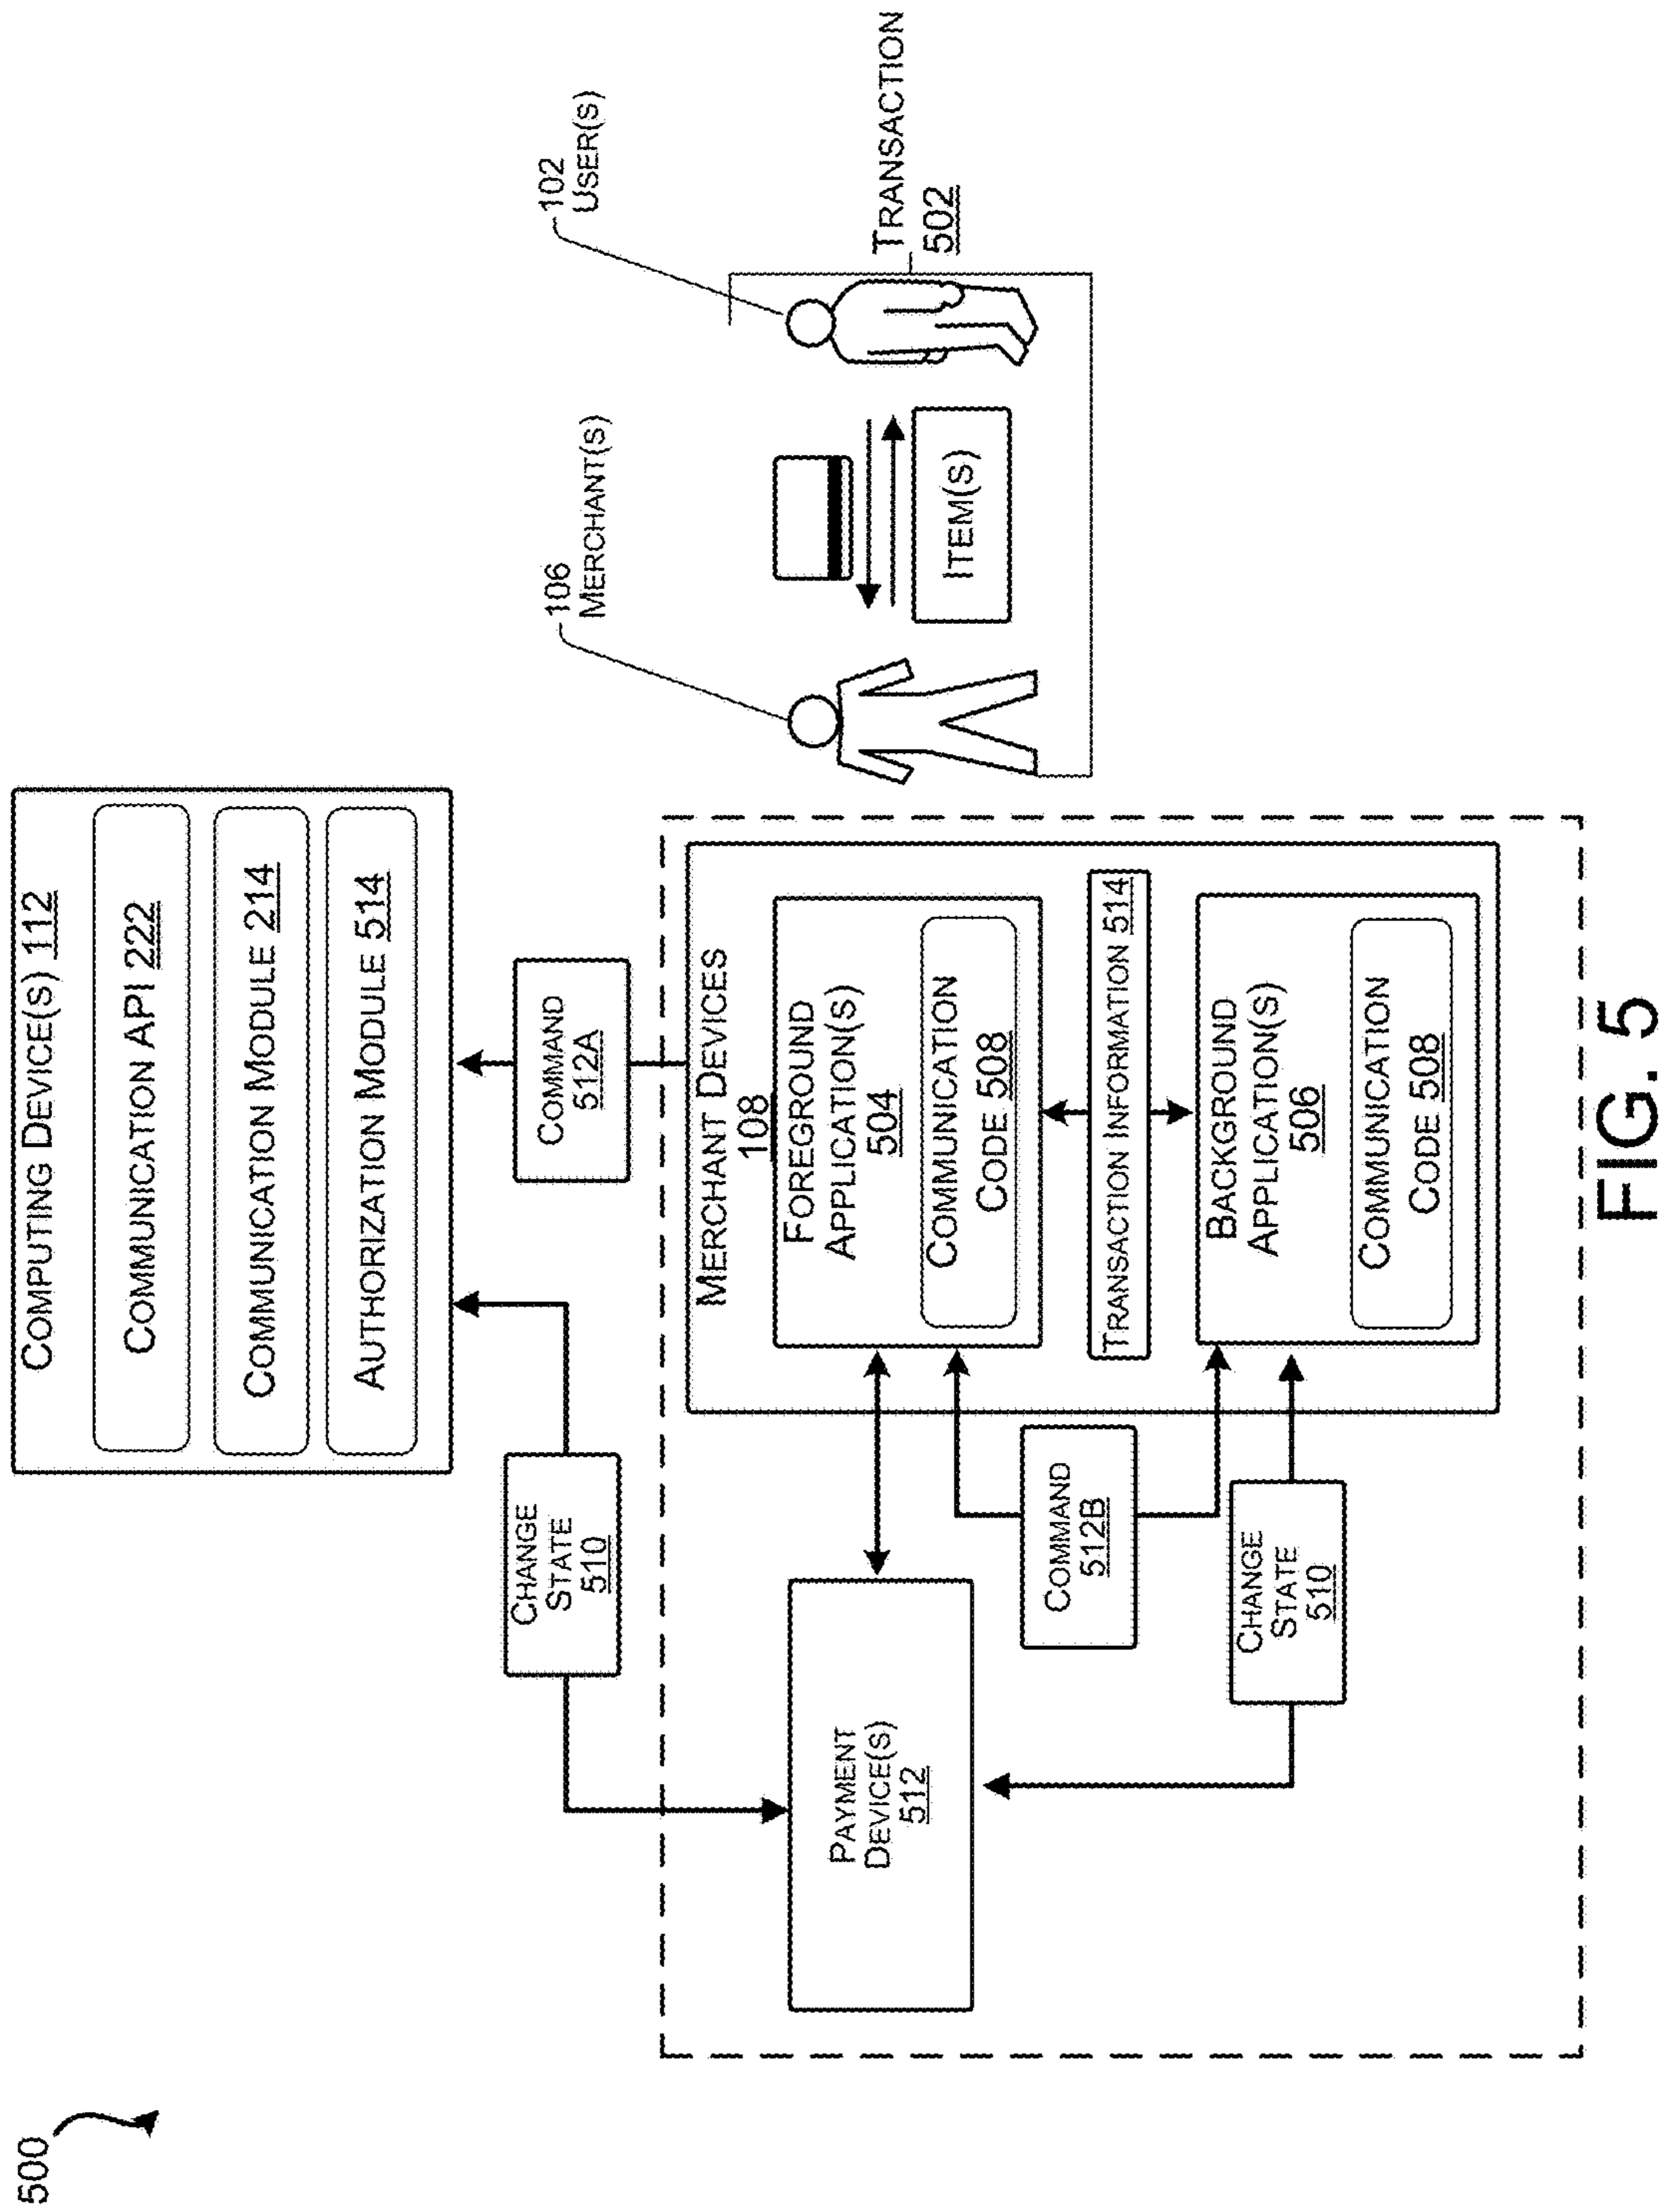 500
COMPUTING DEVICE(S) 112
COMMUNICATION API 222
COMMUNICATION MODULE 214
AUTHORIZATION MODULE 514
CHANGE
STATE
510
COMMAND
512A
106
MERCHANT(S)
102
USER(S)
MERCHANT DEVICES
108
PAYMENT
DEVICE(S)
512
FOREGROUND
APPLICATION(S)
504
COMMUNICATION
CODE 508
COMMAND
512B
TRANSACTION INFORMATION 514
CHANGE
STATE
510
BACKGROUND
APPLICATION(S)
506
COMMUNICATION
CODE 508
ITEM(S)
TRANSACTION
502
FIG. 5